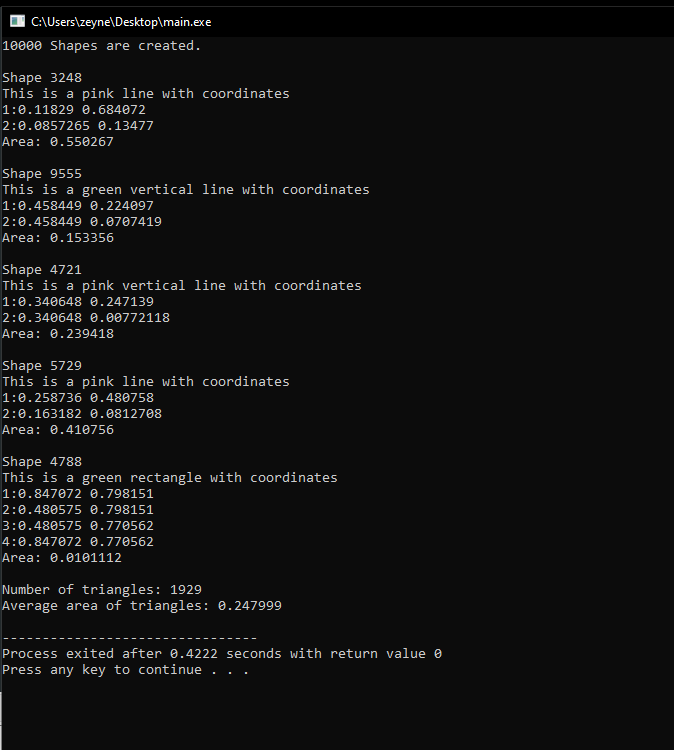 C:\Users\zeyne\Desktop\main.exe
10000 Shapes are created.
Shape 3248
This is a pink line with coordinates
1:0.11829 0.684072
2:0.0857265 0.13477
Area: 0.550267
Shape 9555
This is a green vertical line with coordinates
1:0.458449 0.224097
2:0.458449 0.0707419
Area: 0.153356
Shape 4721
This is a pink vertical line with coordinates
1:0.340648 0.247139
2:0.340648 0.00772118
Area: 0.239418
Shape 5729
This is a pink line with coordinates
1:0.258736 0.480758
2:0.163182 0.0812708
Area: 0.410756
Shape 4788
This is a green rectangle with coordinates
1:0.847072 0.798151
2:0.480575 0.798151
3:0.480575 0.770562
4:0.847072 0.770562
Area: 0.0101112
Number of triangles: 1929
Average area of triangles: 0.247999
--------------------------------
Process exited after 0.4222 seconds with return value 0
Press any key to continue . . .